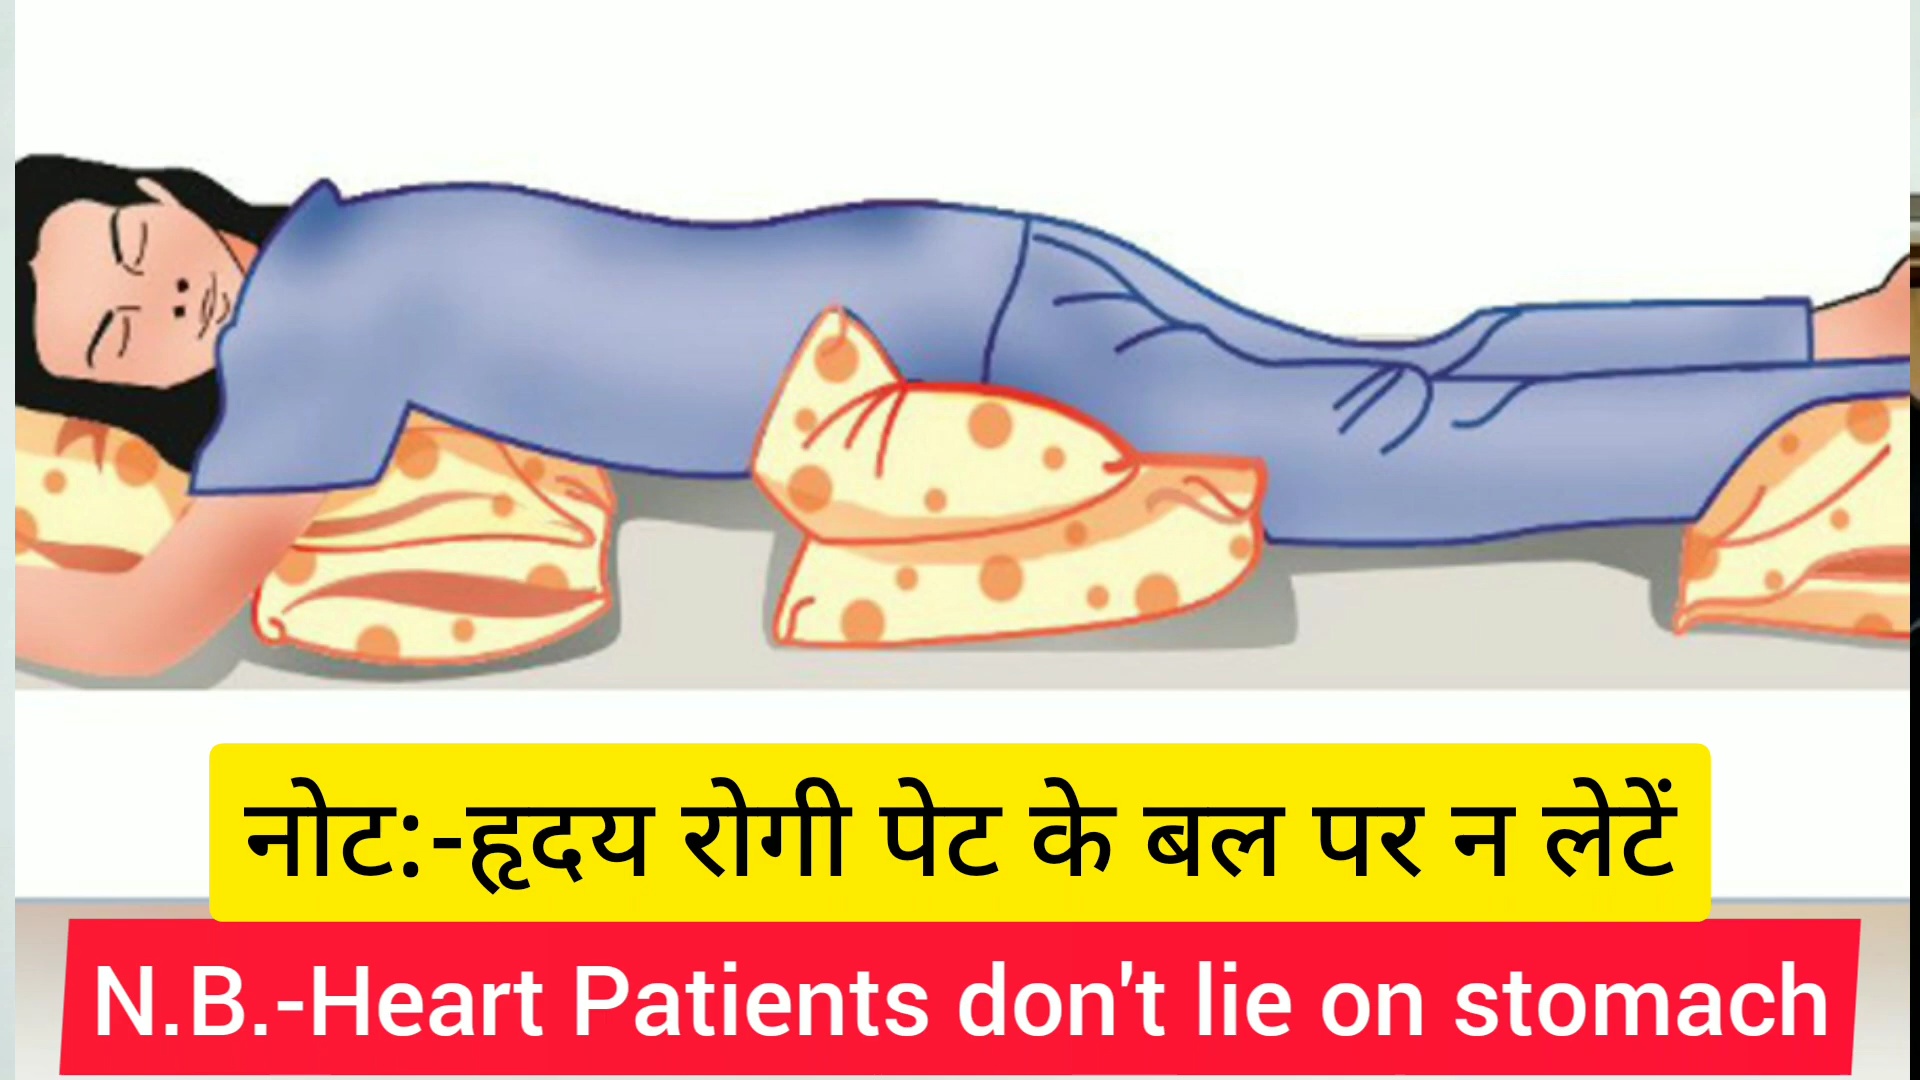 नोट:-हृदय रोगी पेट के बल पर न लेटें
N.B.-Heart Patients don't lie on stomach